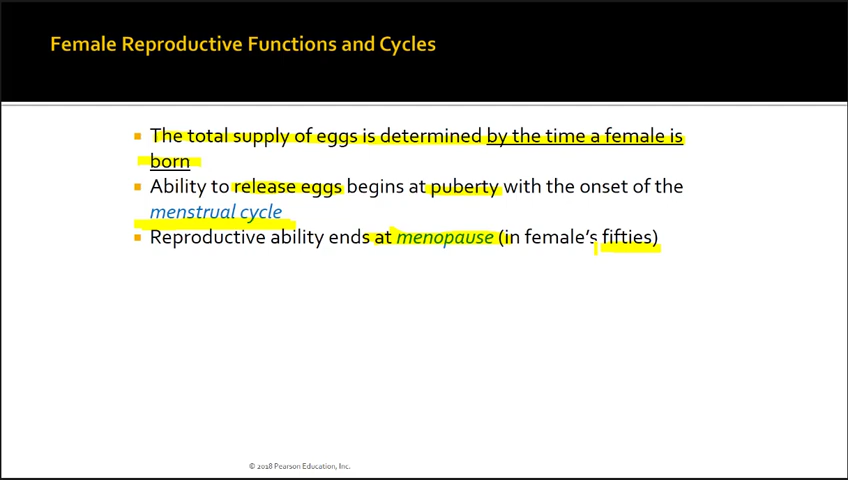 Female Reproductive Functions and Cycles
▪ The total supply of eggs is determined by the time a female is
born
▪ Ability to release eggs begins at puberty with the onset of the
menstrual cycle
▪ Reproductive ability ends at menopause (in female’s fifties)
© 2018 Pearson Education, Inc.